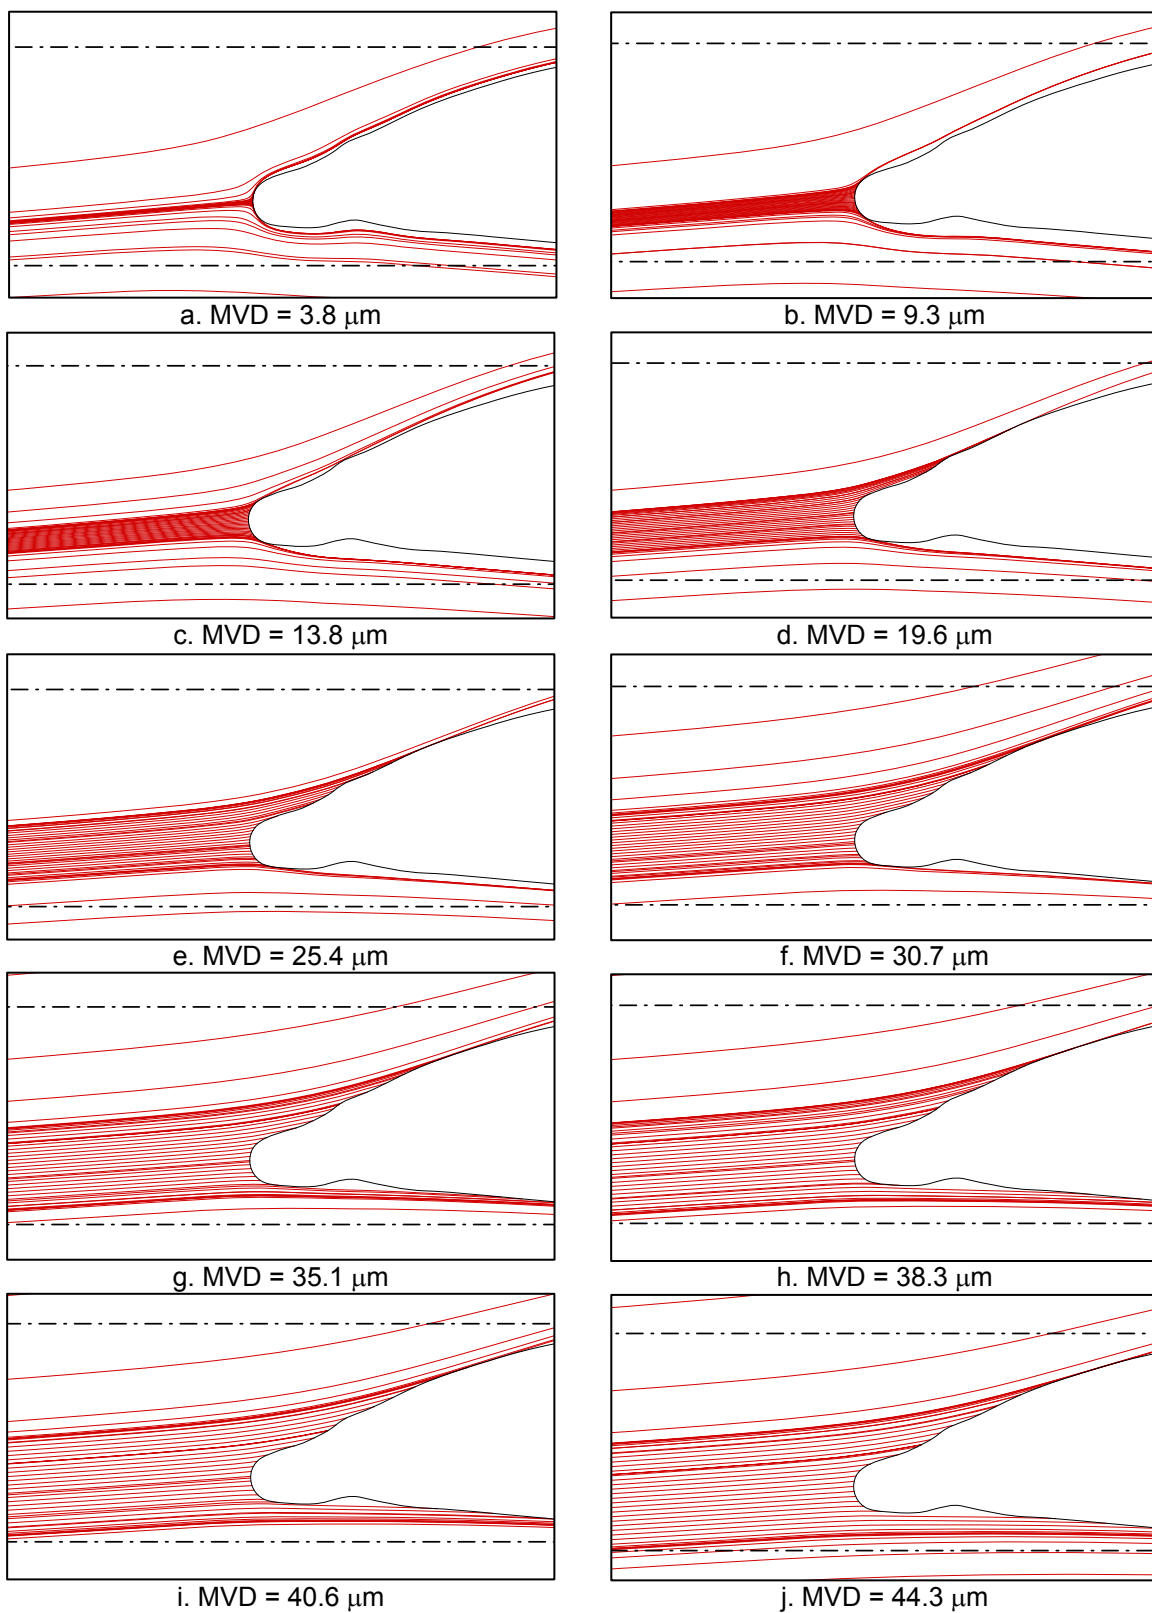 a. MVD = 3.8 μm
b. MVD = 9.3 μm
c. MVD = 13.8 μm
d. MVD = 19.6 μm
e. MVD = 25.4 μm
f. MVD = 30.7 μm
g. MVD = 35.1 μm
h. MVD = 38.3 μm
i. MVD = 40.6 μm
j. MVD = 44.3 μm